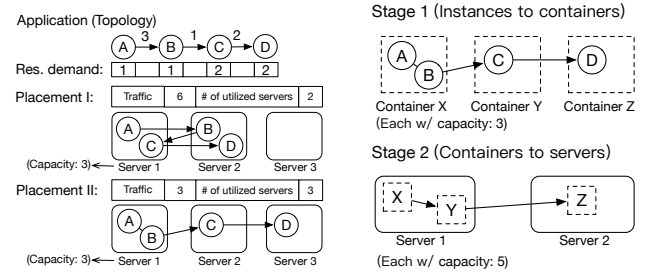 Application (Topology)
3 1 2
A B C D
Res. demand: 1 1 2 2
Placement I: Traffic 6 # of utilized servers 2
A B
C D
(Capacity: 3) Server 1 Server 2 Server 3
Placement II: Traffic 3 # of utilized servers 3
A C D
B
(Capacity: 3) Server 1 Server 2 Server 3
Stage 1 (Instances to containers)
A C D
B
Container X Container Y Container Z
(Each w/ capacity: 3)
Stage 2 (Containers to servers)
X Y Z
Server 1 Server 2
(Each w/ capacity: 5)